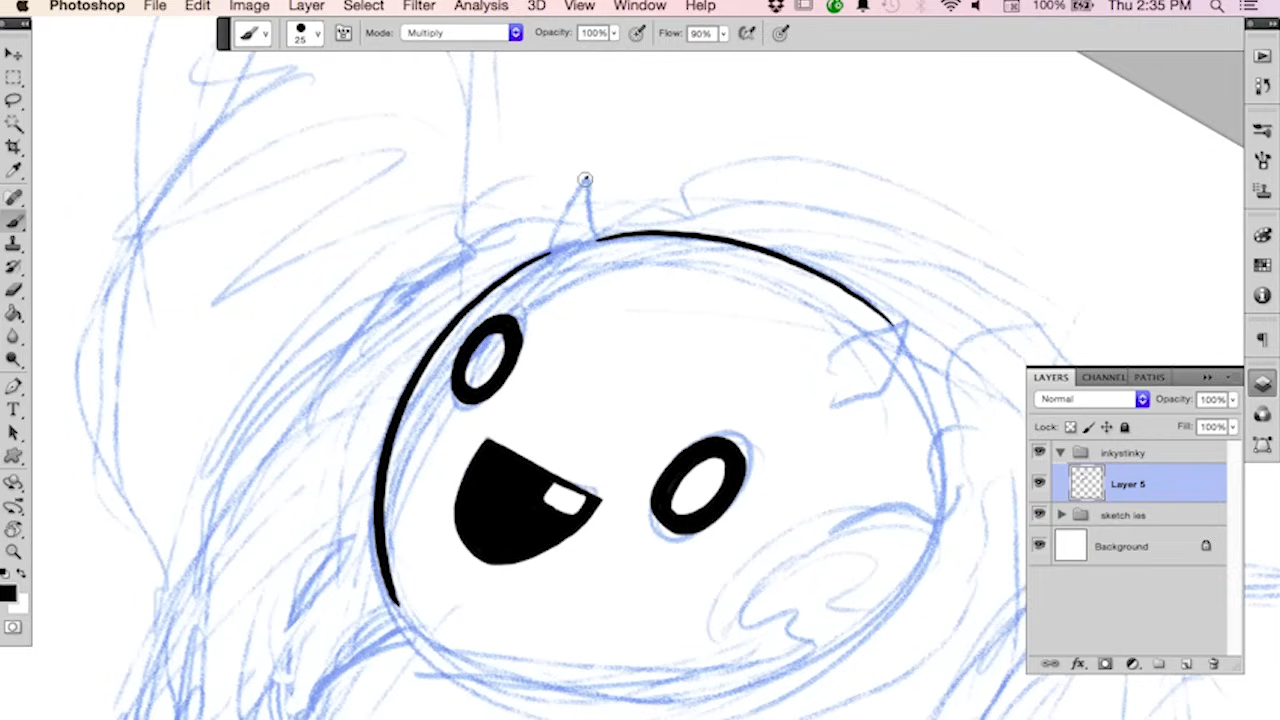 Photoshop File Edit Image Layer Select Filter Analysis 3D View Window Help 100% Thu 2:35 PM
25 Mode: Multiply Opacity: 100% Flow: 90%
LAYERS CHANNEL PATHS
Normal Opacity: 100%
Lock: Fill: 100%
inkystinky
Layer 5
sketch ies
Background